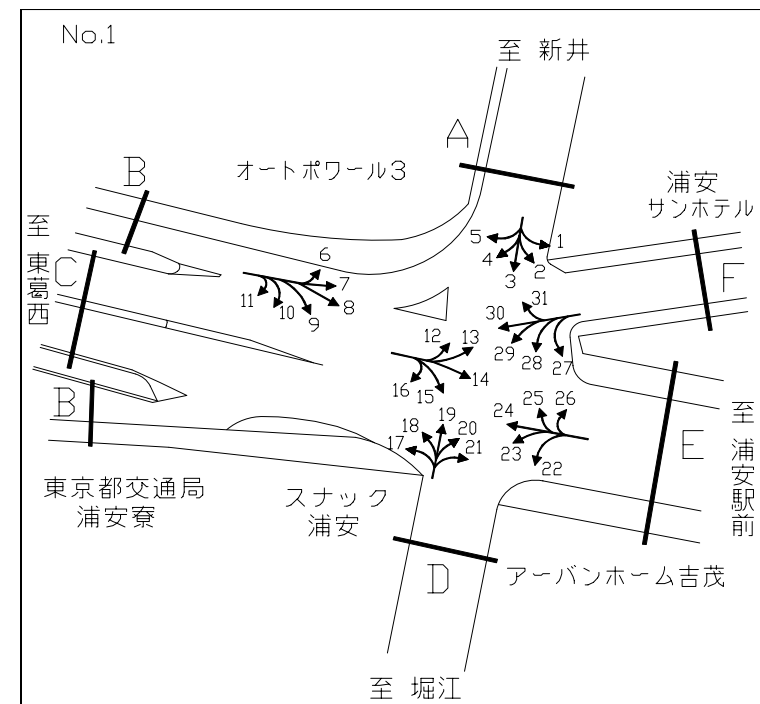 No.1
至 新井
A
オートポワール3
浦安
サンホテル
B
至 東葛西
C
F
5
1
4
2
3
6
7
11
10
8
9
31
30
29
28
27
12
13
14
16
15
25
26
24
23
22
19
18
20
17
21
B
E
至 浦安駅前
東京都交通局
浦安寮
スナック
浦安
D
アーバンホーム吉茂
至 堀江